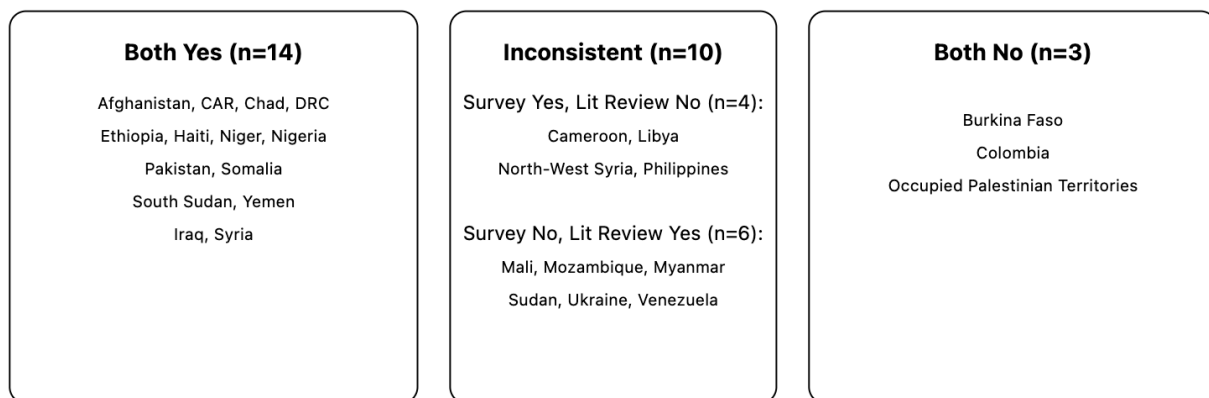 Both Yes (n=14)
Afghanistan, CAR, Chad, DRC
Ethiopia, Haiti, Niger, Nigeria
Pakistan, Somalia
South Sudan, Yemen
Iraq, Syria
Inconsistent (n=10)
Survey Yes, Lit Review No (n=4):
Cameroon, Libya
North-West Syria, Philippines
Survey No, Lit Review Yes (n=6):
Mali, Mozambique, Myanmar
Sudan, Ukraine, Venezuela
Both No (n=3)
Burkina Faso
Colombia
Occupied Palestinian Territories